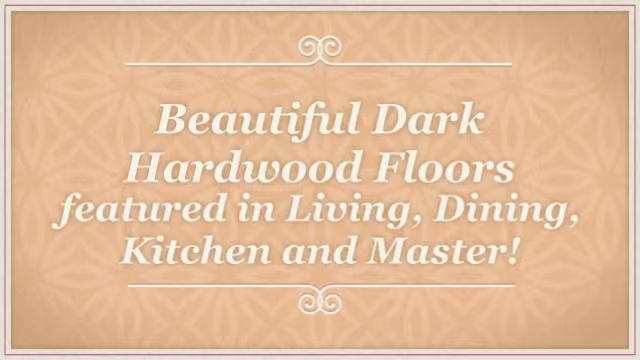 Beautiful Dark
Hardwood Floors
featured in Living, Dining,
Kitchen and Master!